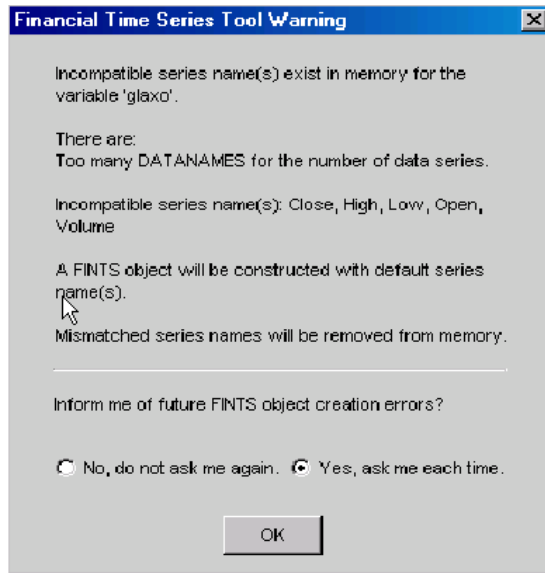 Financial Time Series Tool Warning
Incompatible series name(s) exist in memory for the
variable 'glaxo'.
There are:
Too many DATANAMES for the number of data series.
Incompatible series name(s): Close, High, Low, Open,
Volume
A FINTS object will be constructed with default series
name(s).
Mismatched series names will be removed from memory.
Inform me of future FINTS object creation errors?
No, do not ask me again. Yes, ask me each time.
OK